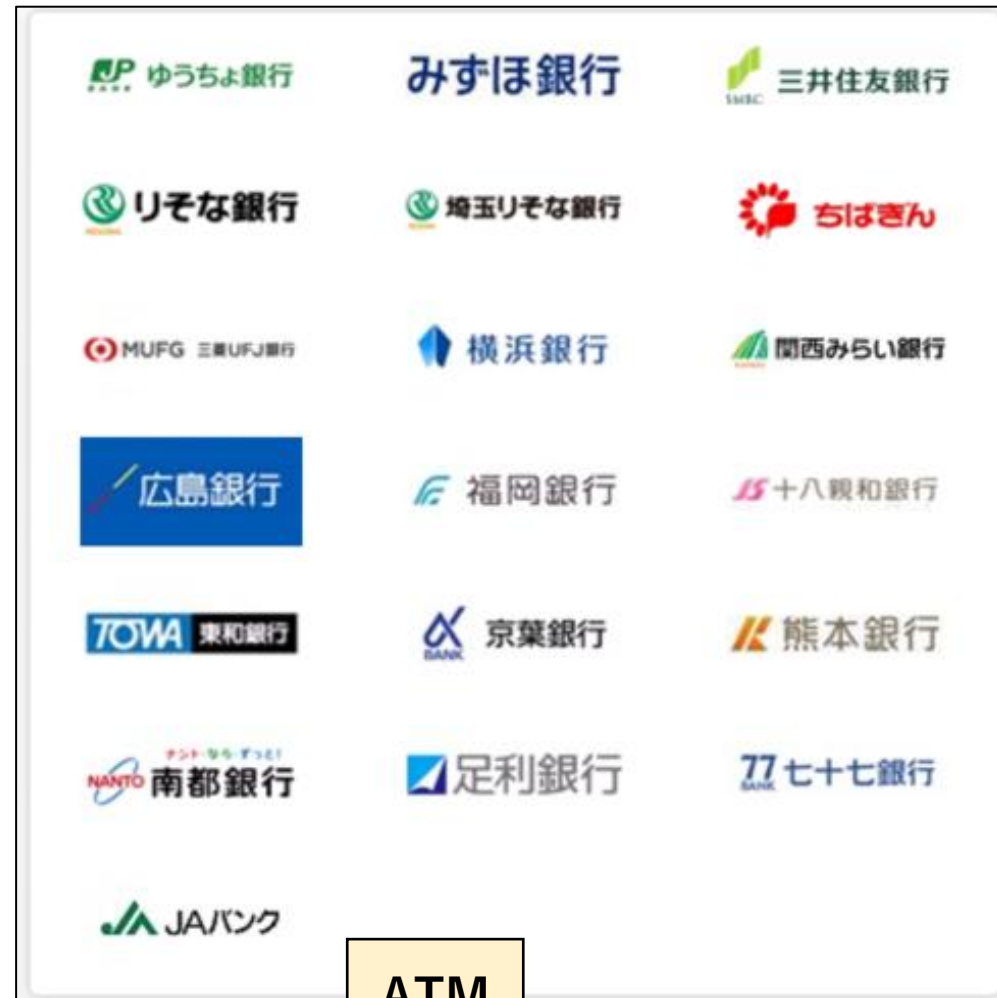 JP BANK ゆうちょ銀行
みずほ銀行
SMBC 三井住友銀行
RESONA りそな銀行
RESONA 埼玉りそな銀行
ちばぎん
MUFG 三菱UFJ銀行
横浜銀行
関西みらい銀行
広島銀行
福岡銀行
十八親和銀行
TOWA 東和銀行
BANK 京葉銀行
熊本銀行
ナント・なら・ずっと!
NANTO 南都銀行
足利銀行
77 BANK 七十七銀行
JAバンク
ATM